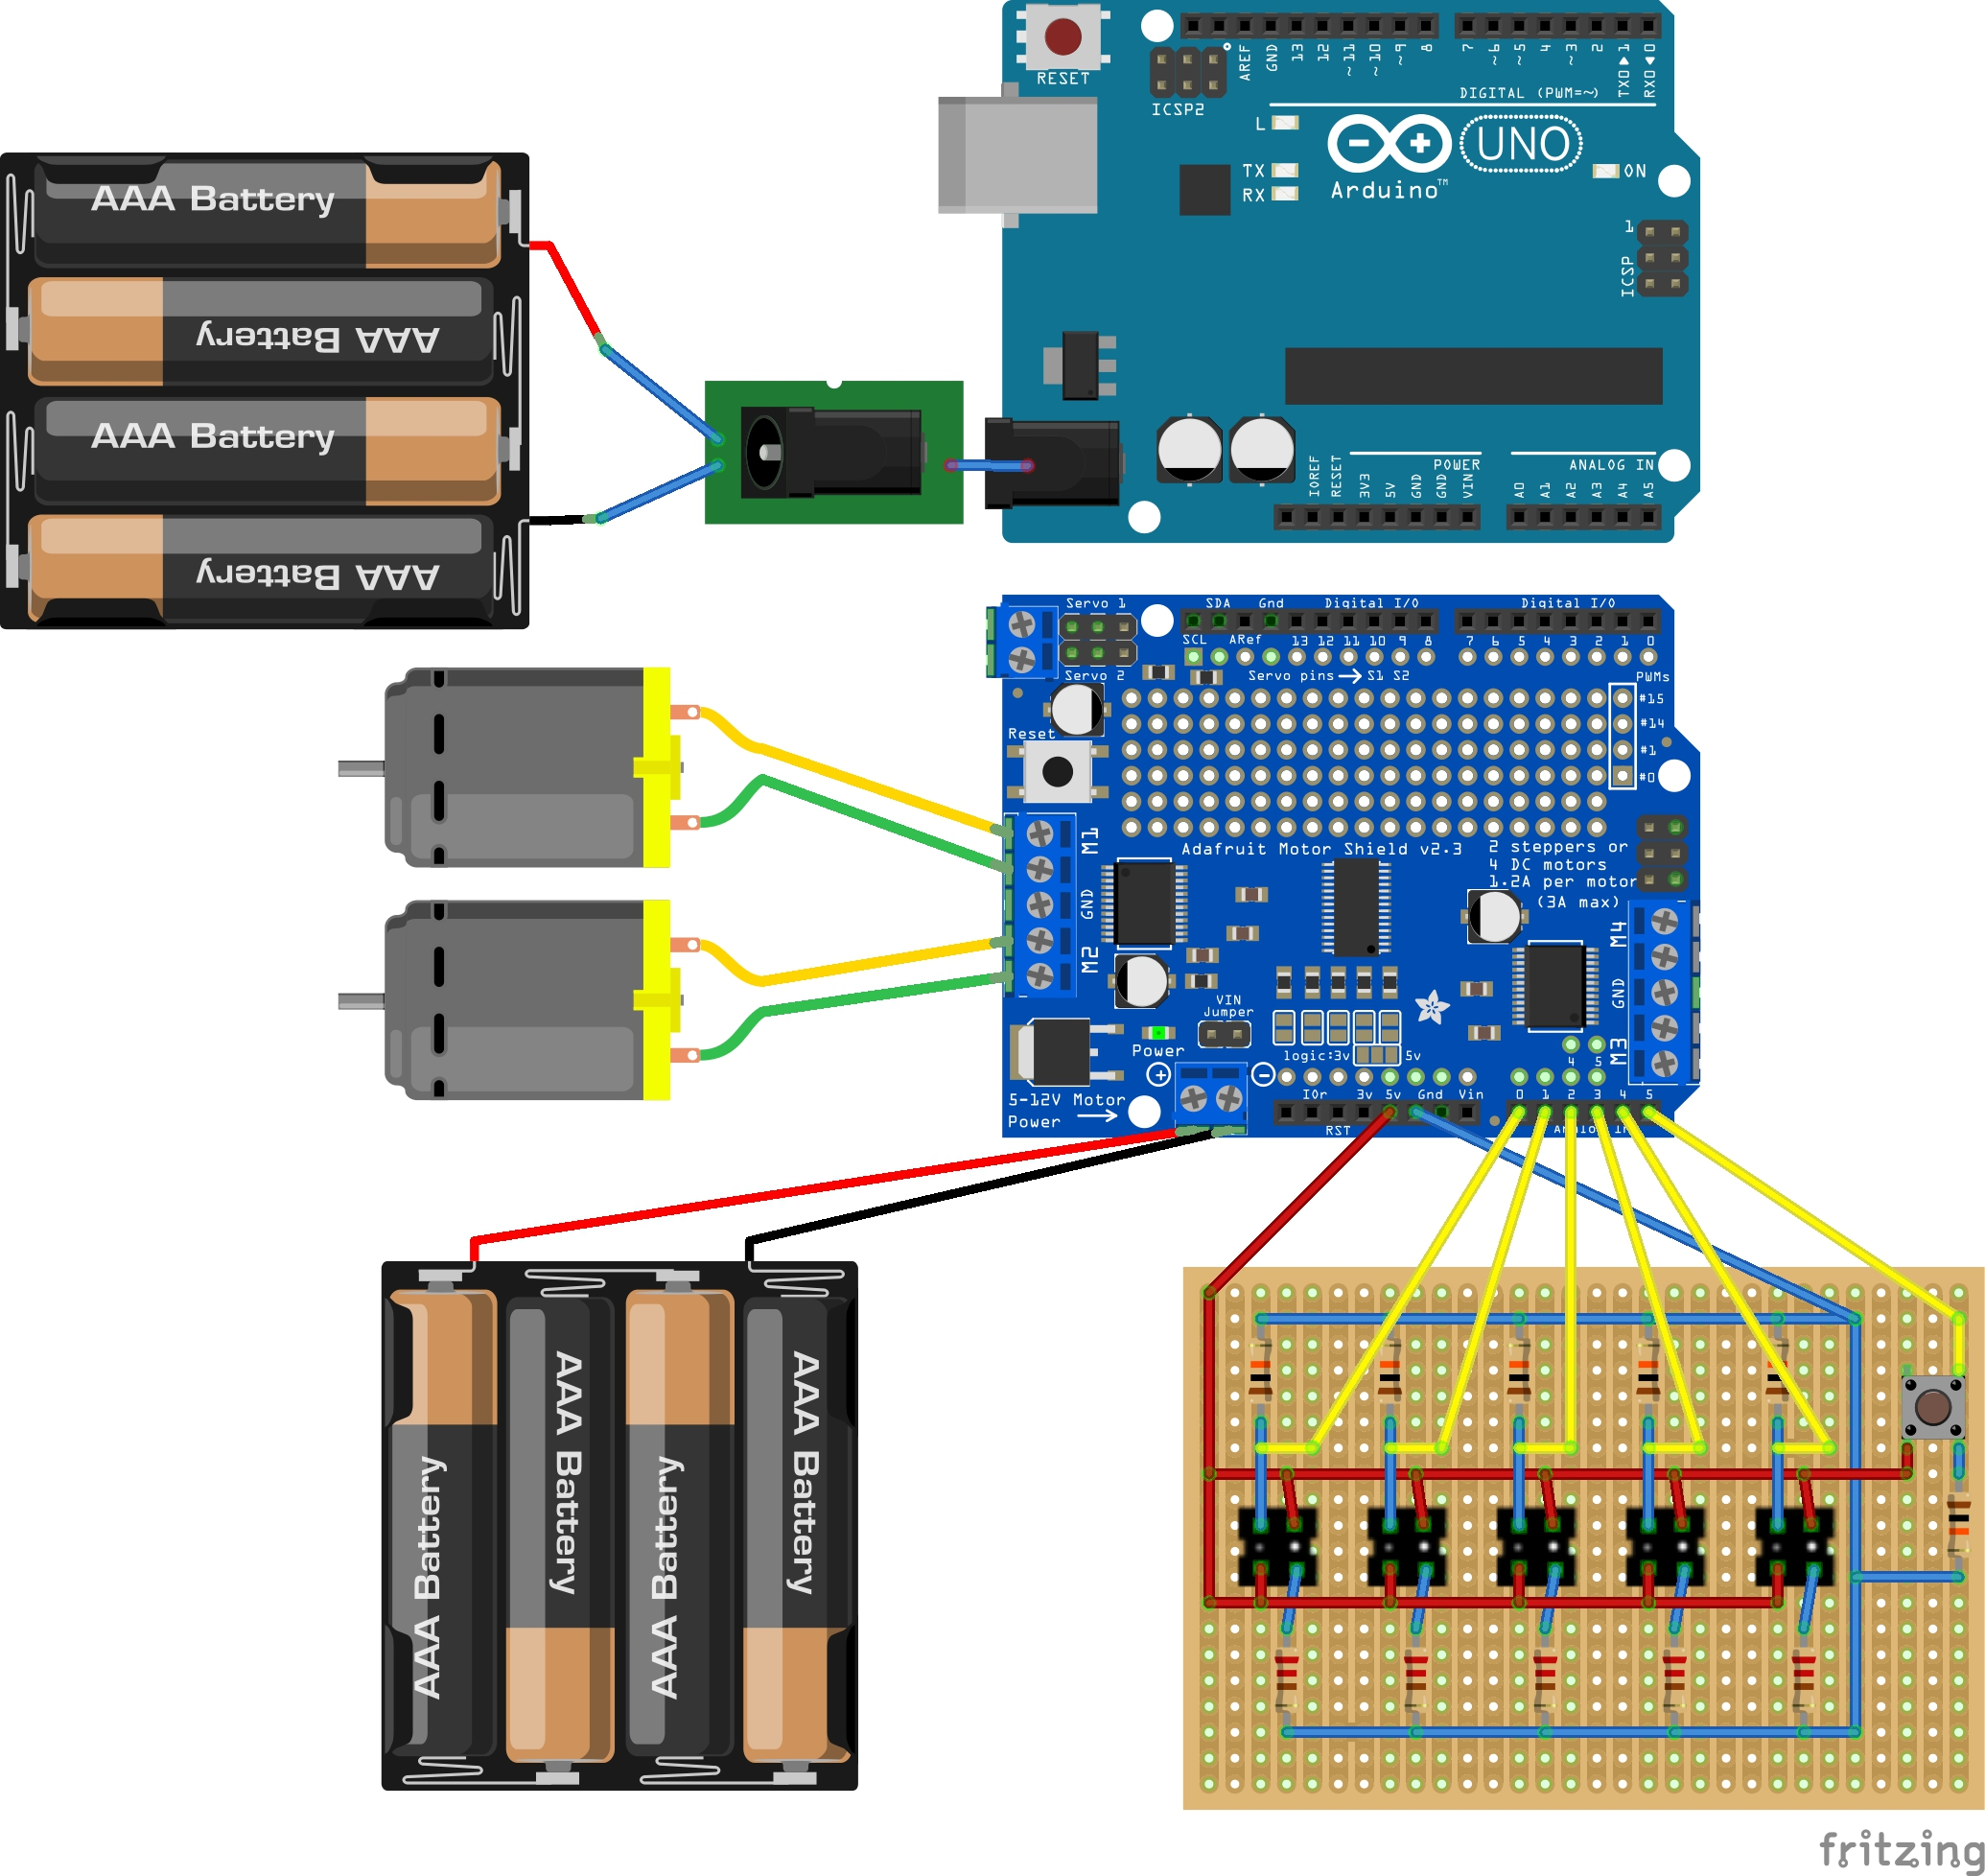 RESET
ICSP2
AREF
GND
13
12
~11
~10
~9
8
7
~6
~5
4
~3
2
TX0▶1
RX0◀0
DIGITAL (PWM=~)
L
TX
RX
UNO
Arduino™
ON
1
ICSP
IOREF
RESET
3V3
5V
GND
GND
VIN
POWER
ANALOG IN
A0
A1
A2
A3
A4
A5
AAA Battery
AAA Battery
AAA Battery
AAA Battery
Servo 1
Servo 2
SDA
Gnd
Digital I/O
Digital I/O
SCL
ARef
13 12 11 10 9 8
7 6 5 4 3 2 1 0
Servo pins → S1 S2
PWMs
#15
#14
#1
#0
Reset
M1
GND
M2
Adafruit Motor Shield v2.3
2 steppers or
4 DC motors
1.2A per motor
(3A max)
M4
GND
M3
VIN
Jumper
Power
logic:3v
5v
4 5
5-12V Motor
Power →
IOr
3v
5v
Gnd
Vin
RST
0 1 2 3 4 5
Analog In
AAA Battery
AAA Battery
AAA Battery
AAA Battery
fritzing